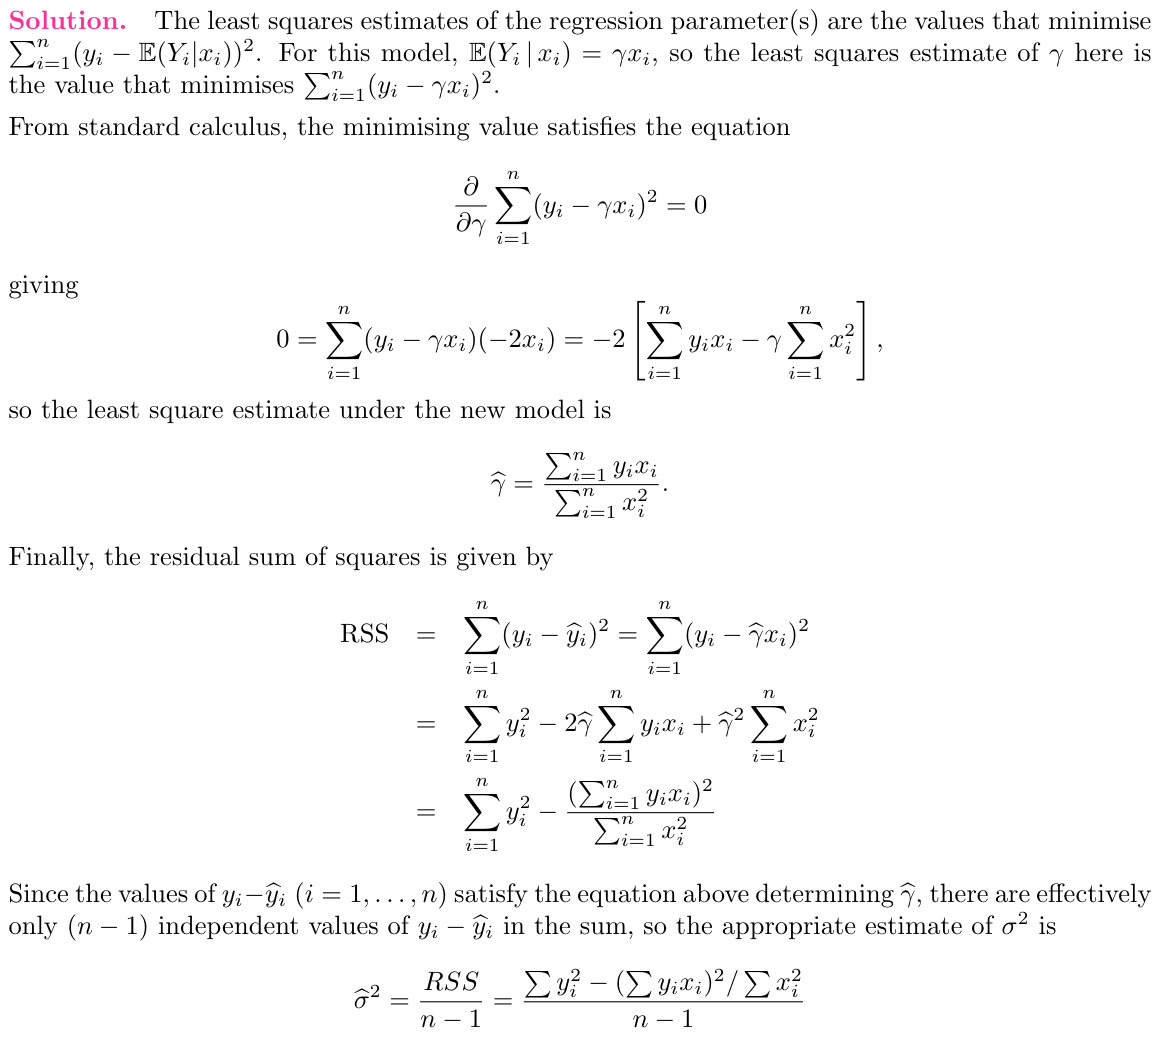 Solution. The least squares estimates of the regression parameter(s) are the values that minimise
$\sum_{i=1}^{n}(y_i - \mathbb{E}(Y_i|x_i))^2$. For this model, $\mathbb{E}(Y_i \,|\, x_i) = \gamma x_i$, so the least squares estimate of $\gamma$ here is
the value that minimises $\sum_{i=1}^{n}(y_i - \gamma x_i)^2$.
From standard calculus, the minimising value satisfies the equation
$\frac{\partial}{\partial \gamma} \sum_{i=1}^{n}(y_i - \gamma x_i)^2 = 0$
giving
$0 = \sum_{i=1}^{n}(y_i - \gamma x_i)(-2x_i) = -2\left[\sum_{i=1}^{n} y_i x_i - \gamma \sum_{i=1}^{n} x_i^2\right],$
so the least square estimate under the new model is
$\widehat{\gamma} = \frac{\sum_{i=1}^{n} y_i x_i}{\sum_{i=1}^{n} x_i^2}.$
Finally, the residual sum of squares is given by
$\text{RSS} = \sum_{i=1}^{n}(y_i - \widehat{y}_i)^2 = \sum_{i=1}^{n}(y_i - \widehat{\gamma} x_i)^2$
$= \sum_{i=1}^{n} y_i^2 - 2\widehat{\gamma} \sum_{i=1}^{n} y_i x_i + \widehat{\gamma}^2 \sum_{i=1}^{n} x_i^2$
$= \sum_{i=1}^{n} y_i^2 - \frac{(\sum_{i=1}^{n} y_i x_i)^2}{\sum_{i=1}^{n} x_i^2}$
Since the values of $y_i - \widehat{y}_i$ $(i = 1, \ldots, n)$ satisfy the equation above determining $\widehat{\gamma}$, there are effectively
only $(n - 1)$ independent values of $y_i - \widehat{y}_i$ in the sum, so the appropriate estimate of $\sigma^2$ is
$\widehat{\sigma}^2 = \frac{RSS}{n-1} = \frac{\sum y_i^2 - (\sum y_i x_i)^2 / \sum x_i^2}{n-1}$